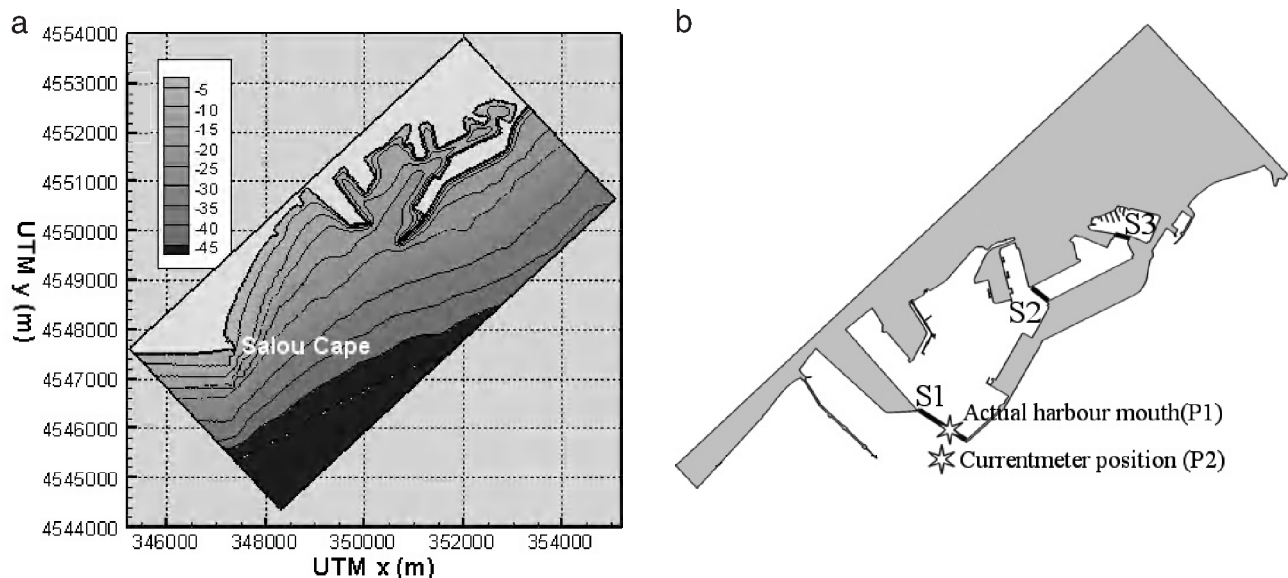 a
4554000
4553000
4552000
4551000
4550000
4549000
4548000
4547000
4546000
4545000
4544000
UTM y (m)
-5
-10
-15
-20
-25
-30
-35
-40
-45
Salou Cape
346000 348000 350000 352000 354000
UTM x (m)
b
S3
S2
S1
Actual harbour mouth(P1)
Currentmeter position (P2)